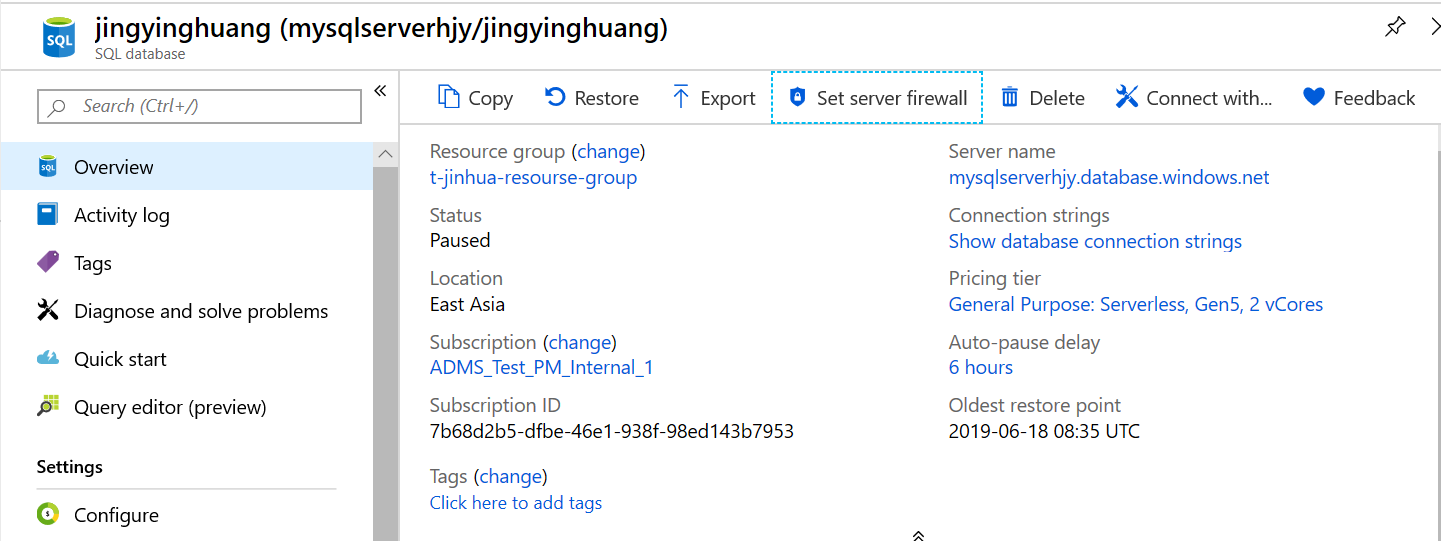 jingyinghuang (mysqlserverhjy/jingyinghuang)
SQL
SQL database
Search (Ctrl+/)
«
SQL
Overview
Activity log
Tags
Diagnose and solve problems
Quick start
Query editor (preview)
Settings
$
Configure
Copy
Restore
Export
Set server firewall
Delete
Connect with...
Feedback
Resource group (change)
t-jinhua-resourse-group
Status
Paused
Location
East Asia
Subscription (change)
ADMS_Test_PM_Internal_1
Subscription ID
7b68d2b5-dfbe-46e1-938f-98ed143b7953
Tags (change)
Click here to add tags
Server name
mysqlserverhjy.database.windows.net
Connection strings
Show database connection strings
Pricing tier
General Purpose: Serverless, Gen5, 2 vCores
Auto-pause delay
6 hours
Oldest restore point
2019-06-18 08:35 UTC